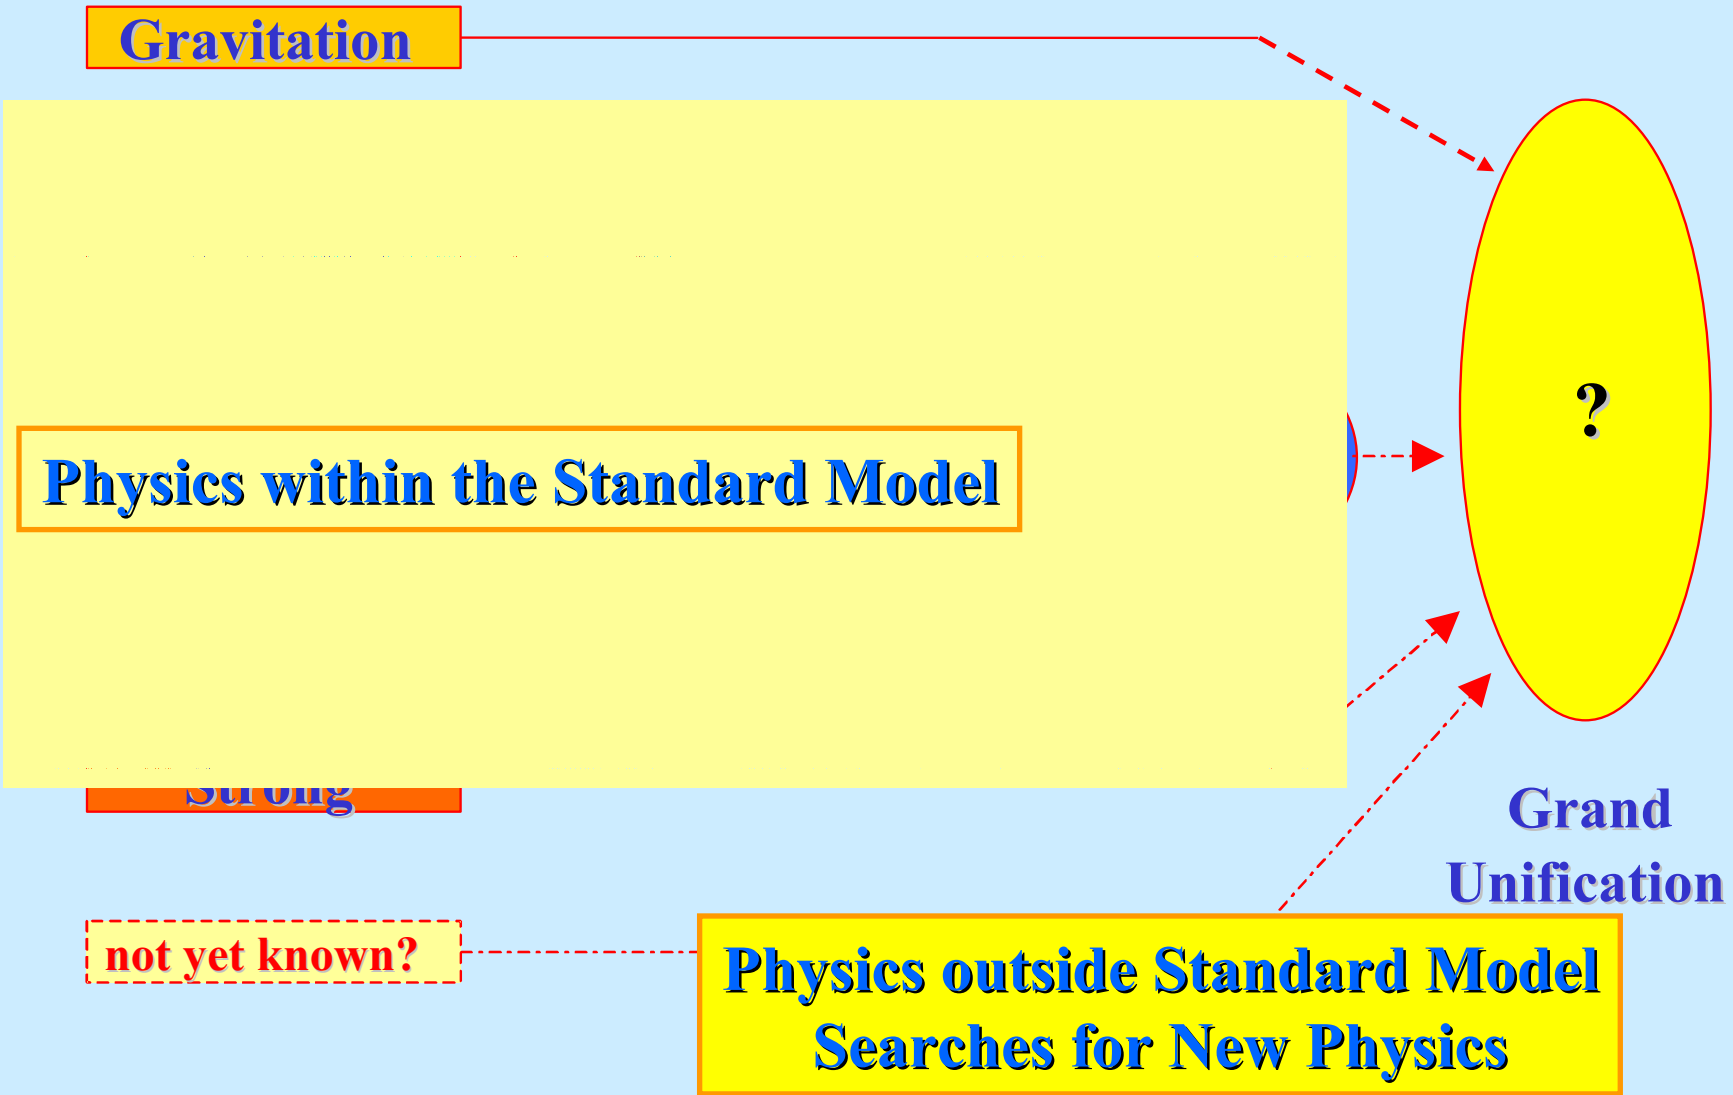 Gravitation
?
Physics within the Standard Model
Strong
Grand
Unification
not yet known?
Physics outside Standard Model
Searches for New Physics